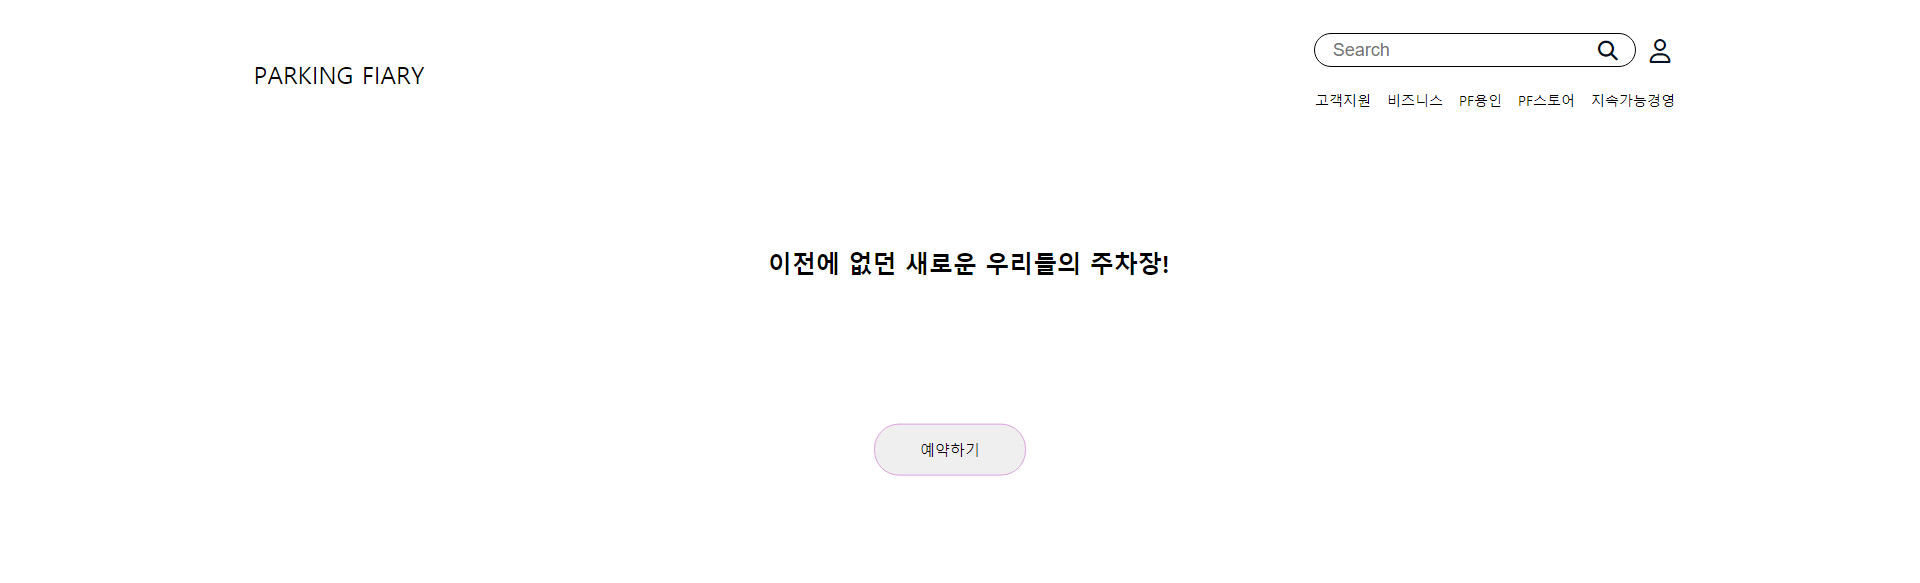 PARKING FIARY
Search
고객지원 비즈니스 PF용인 PF스토어 지속가능경영
이전에 없던 새로운 우리들의 주차장!
예약하기